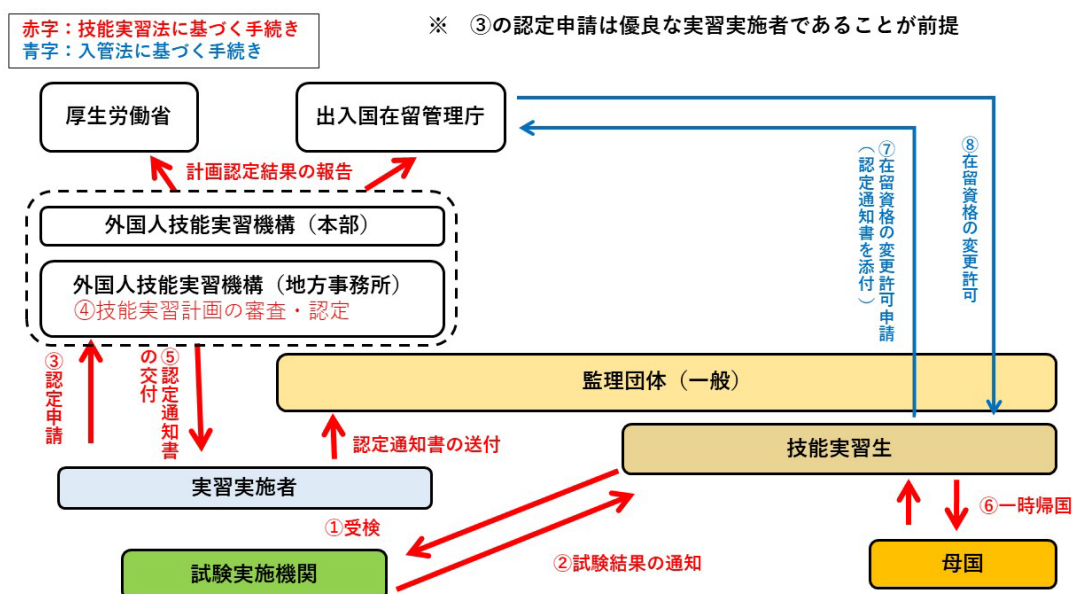 赤字：技能実習法に基づく手続き
青字：入管法に基づく手続き
※　③の認定申請は優良な実習実施者であることが前提
厚生労働省
出入国在留管理庁
計画認定結果の報告
外国人技能実習機構（本部）
外国人技能実習機構（地方事務所）
④技能実習計画の審査・認定
⑦在留資格の変更許可申請
（認定通知書を添付）
⑧在留資格の変更許可
③認定申請
⑤認定通知書
の交付
監理団体（一般）
認定通知書の送付
技能実習生
実習実施者
①受検
⑥一時帰国
②試験結果の通知
試験実施機関
母国